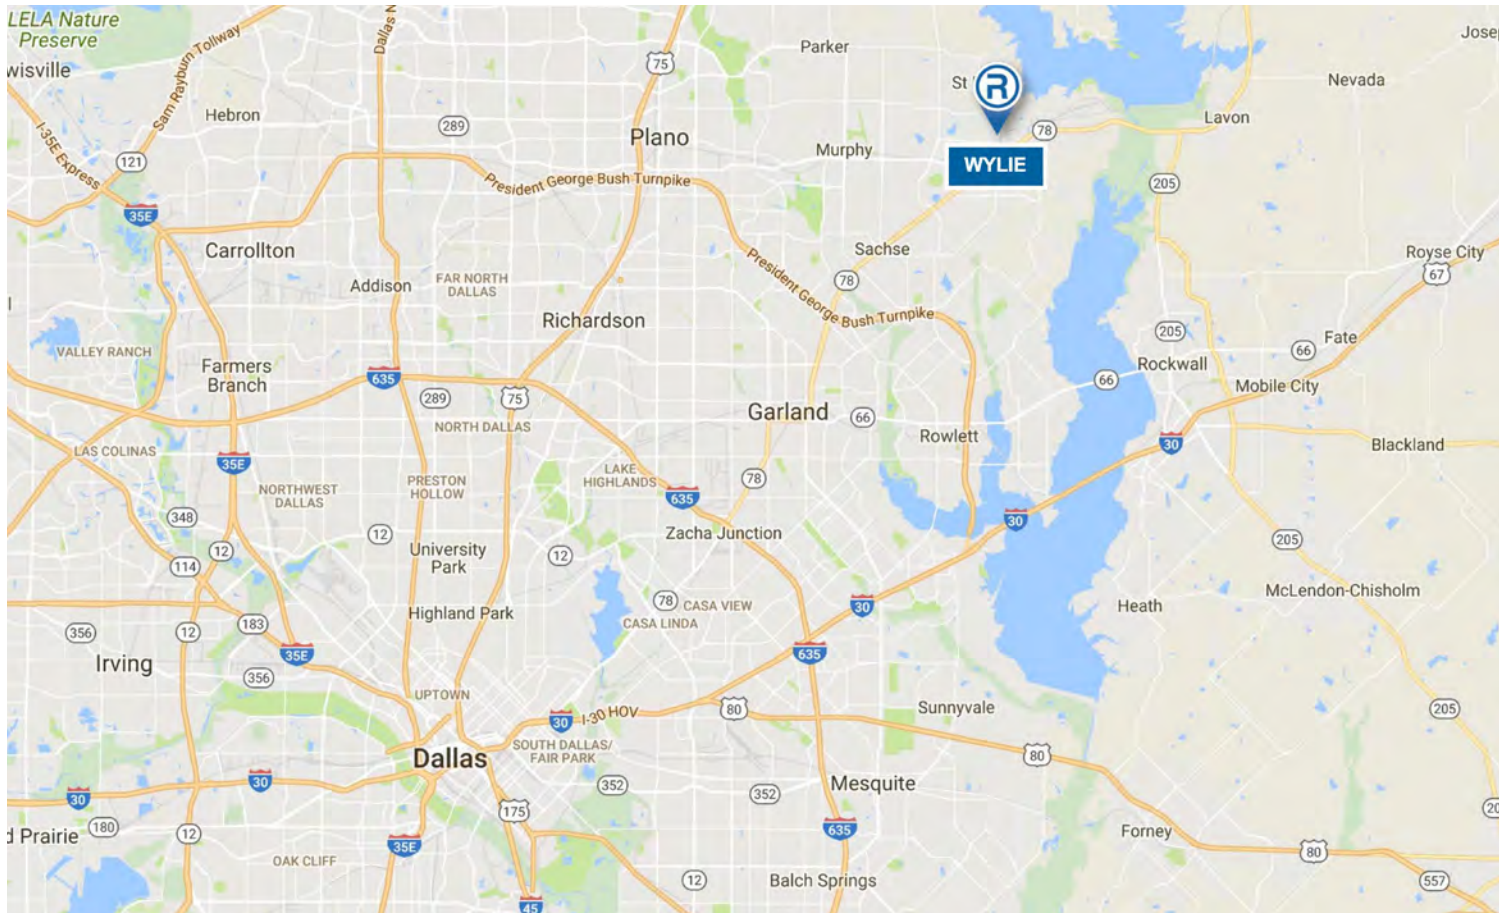 LELA Nature
Preserve
wisville
Hebron
Sam Rayburn Tollway
Dallas N
I-35E Express
121
289
75
Plano
Parker
St
R
WYLIE
Murphy
78
Lavon
Nevada
Josep
205
35E
Carrollton
President George Bush Turnpike
Sachse
78
Royse City
67
Addison
FAR NORTH
DALLAS
Richardson
President George Bush Turnpike
205
Fate
66
VALLEY RANCH
Farmers
Branch
635
289
75
NORTH DALLAS
Garland
66
Rowlett
66
Rockwall
Mobile City
30
Blackland
LAS COLINAS
35E
NORTHWEST
DALLAS
PRESTON
HOLLOW
LAKE
HIGHLANDS
635
78
Zacha Junction
30
205
348
12
114
12
University
Park
12
Highland Park
78
CASA VIEW
CASA LINDA
30
Heath
McLendon-Chisholm
356
12
183
Irving
356
35E
635
UPTOWN
30
I-30 HOV
80
Sunnyvale
205
Dallas
SOUTH DALLAS/
FAIR PARK
80
30
30
352
352
Mesquite
175
635
d Prairie
180
12
35E
Forney
80
20
OAK CLIFF
45
12
Balch Springs
557